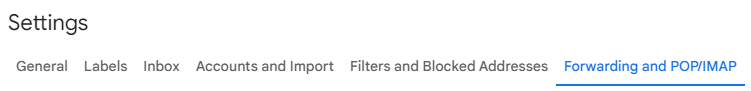 Settings
General Labels Inbox Accounts and Import Filters and Blocked Addresses Forwarding and POP/IMAP